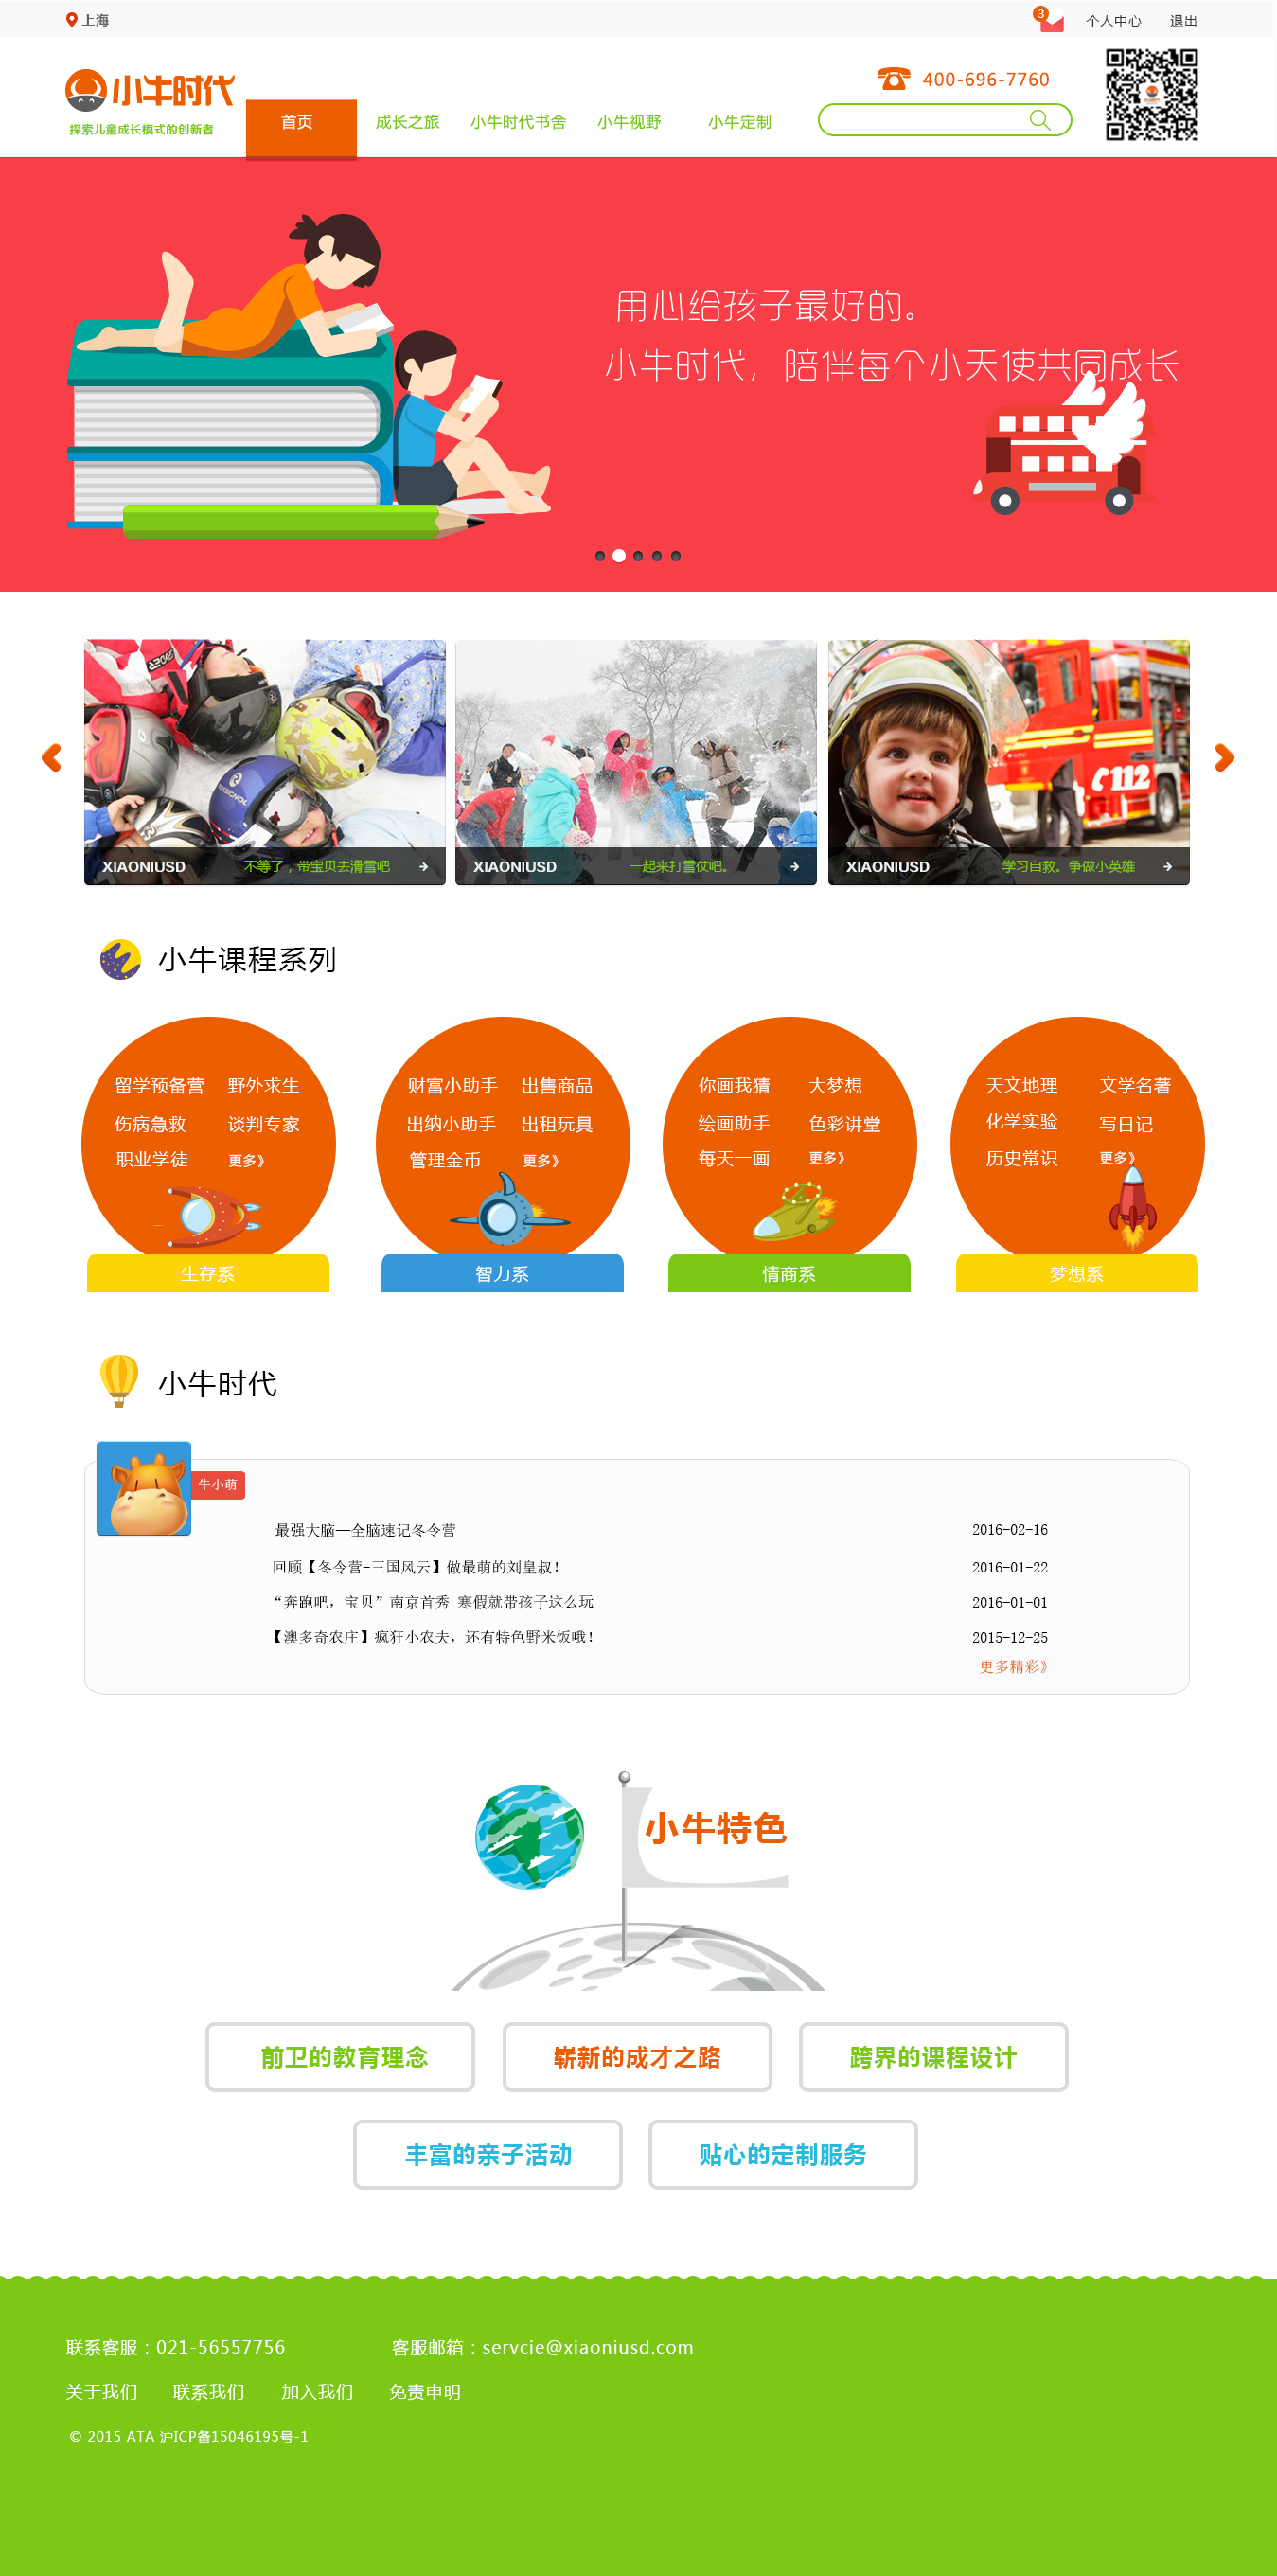 上海
3
个人中心 退出
小牛时代
探索儿童成长模式的创新者
400-696-7760
首页 成长之旅 小牛时代书舍 小牛视野 小牛定制
用心给孩子最好的。
小牛时代，陪伴每个小天使共同成长
112
XIAONIUSD 不等了，带宝贝去滑雪吧
XIAONIUSD 一起来打雪仗吧。
XIAONIUSD 学习自救。争做小英雄
小牛课程系列
留学预备营 野外求生
伤病急救 谈判专家
职业学徒 更多》
生存系
财富小助手 出售商品
出纳小助手 出租玩具
管理金币 更多》
智力系
你画我猜 大梦想
绘画助手 色彩讲堂
每天一画 更多》
情商系
天文地理 文学名著
化学实验 写日记
历史常识 更多》
梦想系
小牛时代
牛小萌
最强大脑—全脑速记冬令营 2016-02-16
回顾【冬令营-三国风云】做最萌的刘皇叔！ 2016-01-22
“奔跑吧，宝贝”南京首秀 寒假就带孩子这么玩 2016-01-01
【澳多奇农庄】疯狂小农夫，还有特色野米饭哦！ 2015-12-25
更多精彩》
小牛特色
前卫的教育理念 崭新的成才之路 跨界的课程设计
丰富的亲子活动 贴心的定制服务
联系客服：021-56557756 客服邮箱：servcie@xiaoniusd.com
关于我们 联系我们 加入我们 免责申明
© 2015 ATA 沪ICP备15046195号-1